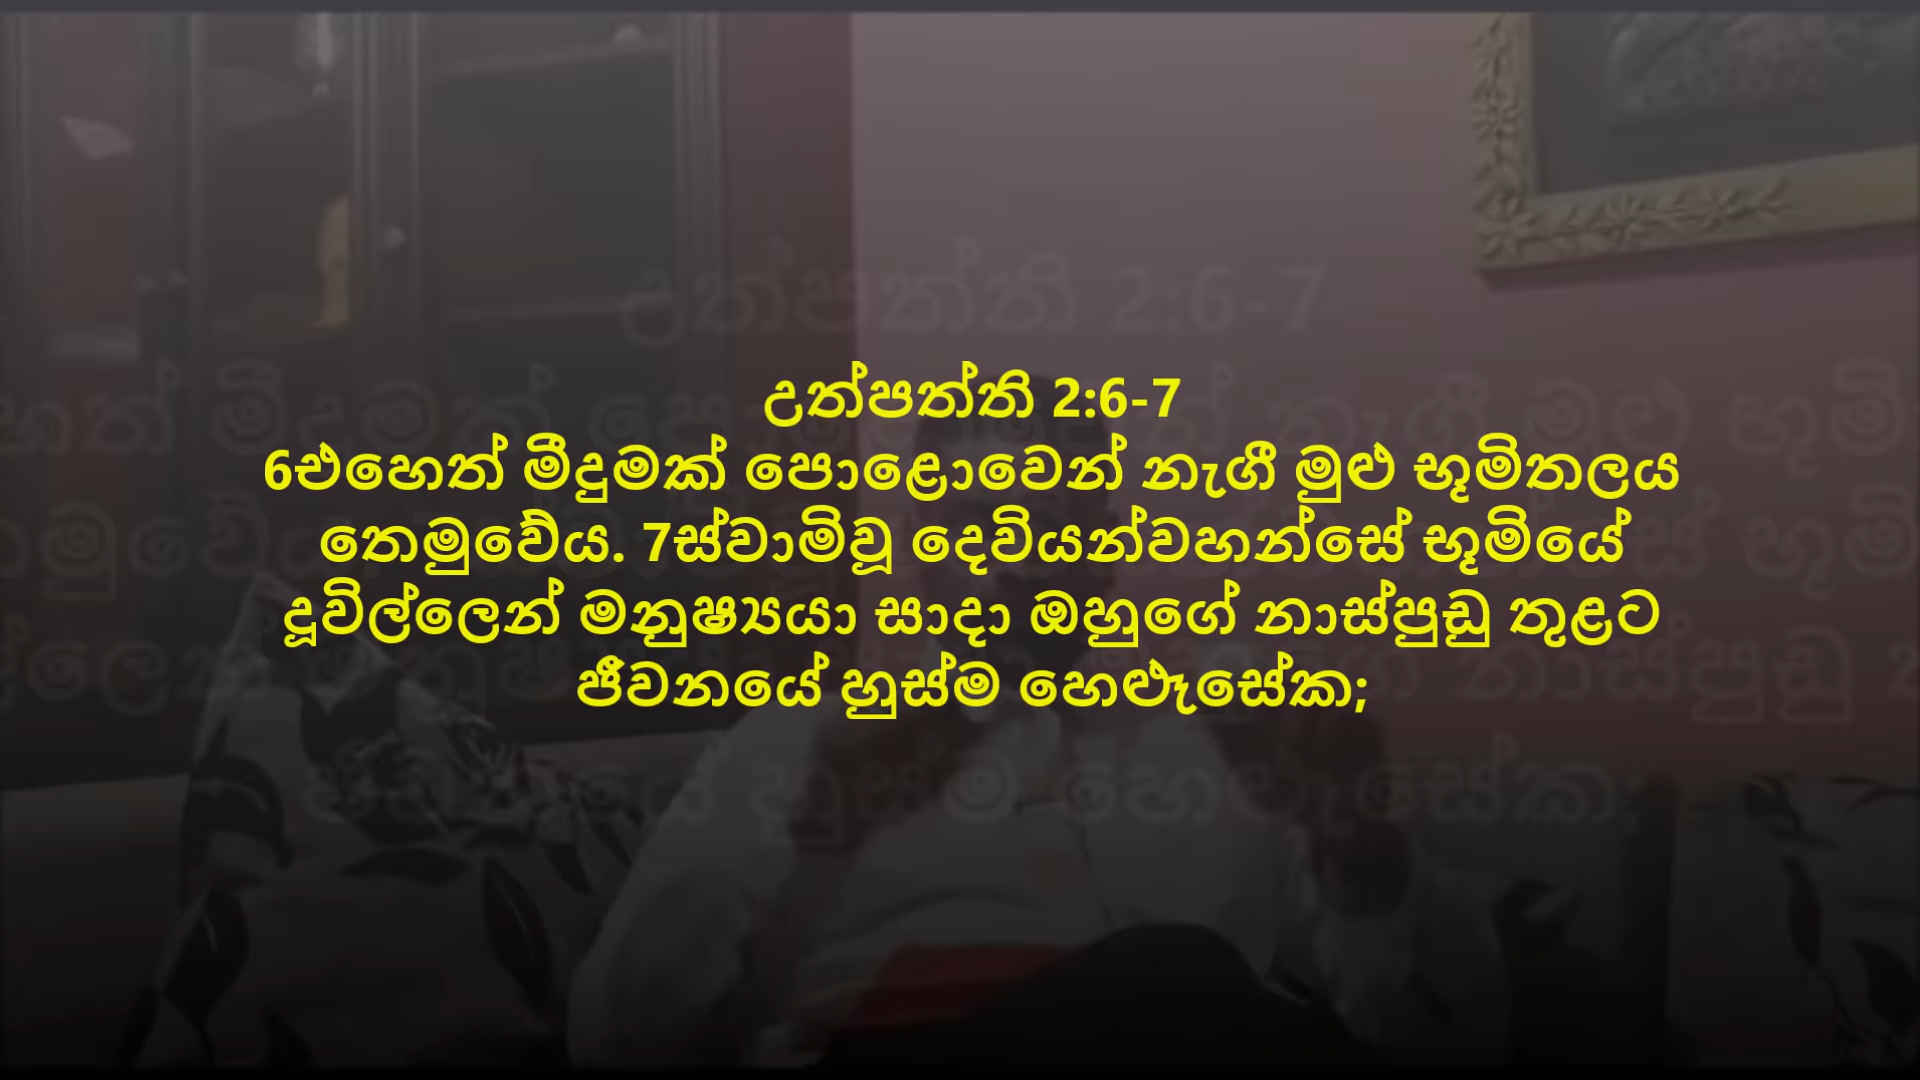 උත්පත්ති 2:6-7
6එහෙත් මීදුමක් පොළොවෙන් නැගී මුළු භූමිතලය
තෙමුවේය. 7ස්වාමිවූ දෙවියන්වහන්සේ භූමියේ
දූවිල්ලෙන් මනුෂ්‍යයා සාදා ඔහුගේ නාස්පුඩු තුළට
ජීවනයේ හුස්ම හෙළූසේක;